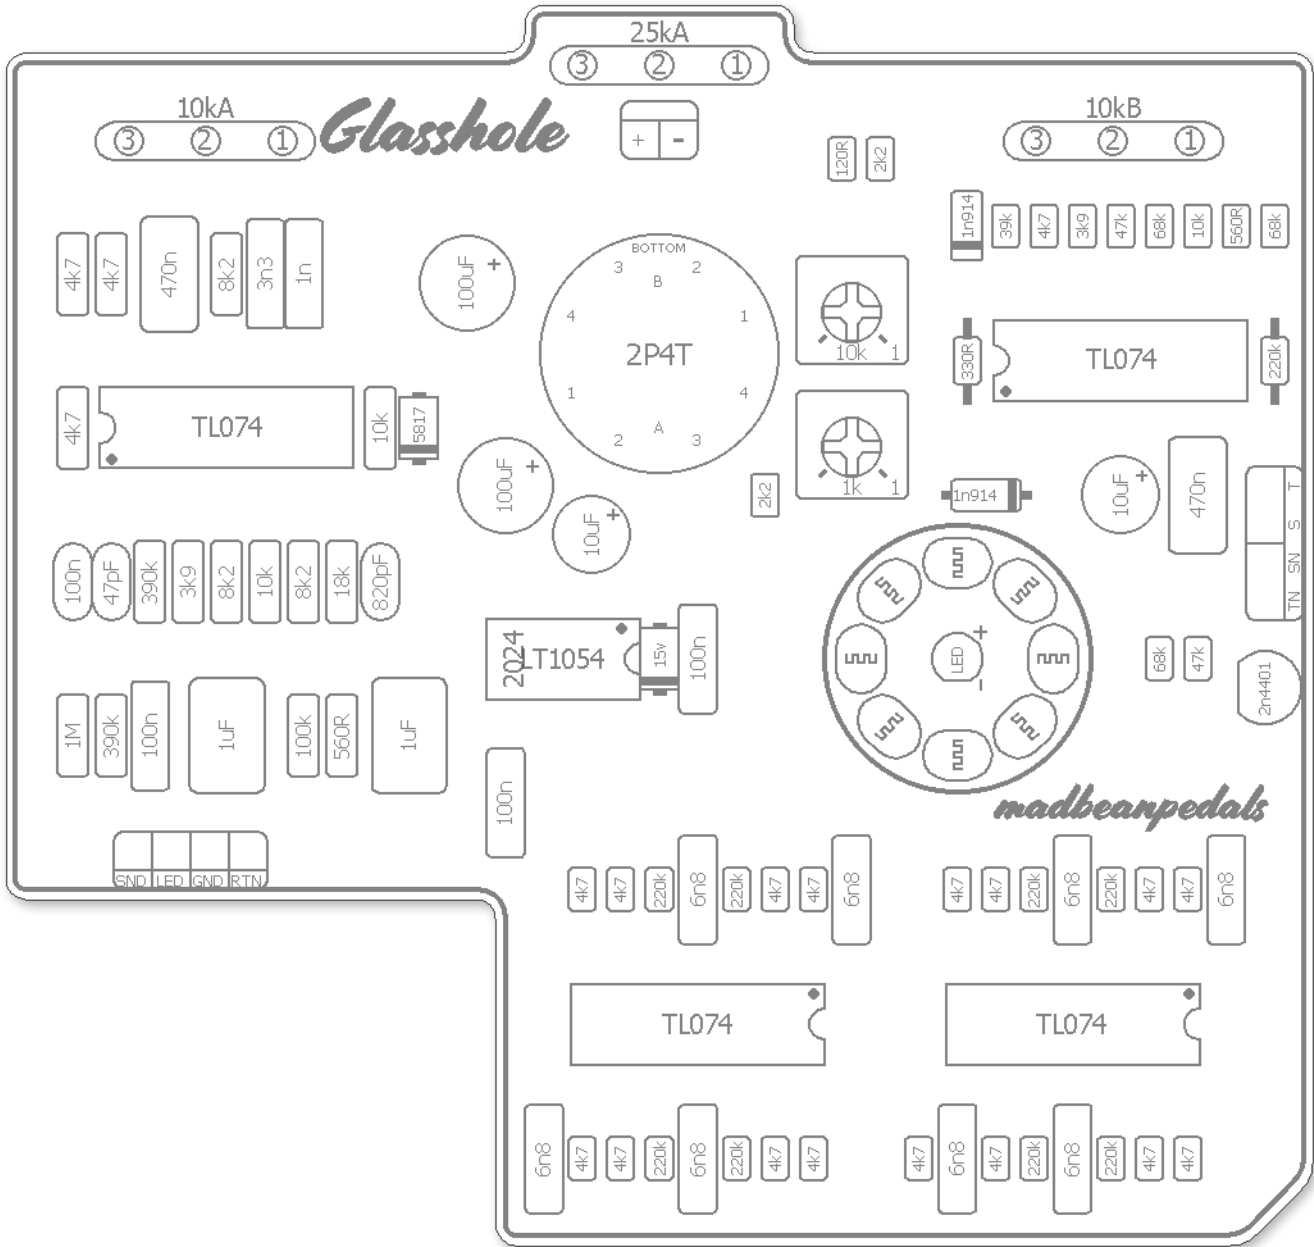 25kA
3 2 1
10kA
3 2 1
Glasshole
+ -
120R 2k2
10kB
3 2 1
1n914 39k 4k7 3k9 47k 68k 10k 560R 68k
4k7 4k7 470n 8k2 3n3 1n
100uF +
BOTTOM
3 2
B
4 1
2P4T
1 4
A
2 3
10k 1
330R TL074 220k
4k7 TL074 10k 5817
100uF +
10uF +
2k2
1k 1
1n914
10uF +
470n
T
S
SN
TN
100n 47pF 390k 3k9 8k2 10k 8k2 18k 820pF
2024
LT1054 15v 100n
LED + -
68k 47k 2n4401
1M 390k 100n 1uF 100k 560R 1uF
100n
madbeanpedals
SND LED GND RTN
4k7 4k7 220k 6n8 220k 4k7 4k7 6n8
4k7 4k7 220k 6n8 220k 4k7 4k7 6n8
TL074
TL074
6n8 4k7 4k7 220k 6n8 220k 4k7 4k7
4k7 6n8 4k7 220k 6n8 220k 4k7 4k7